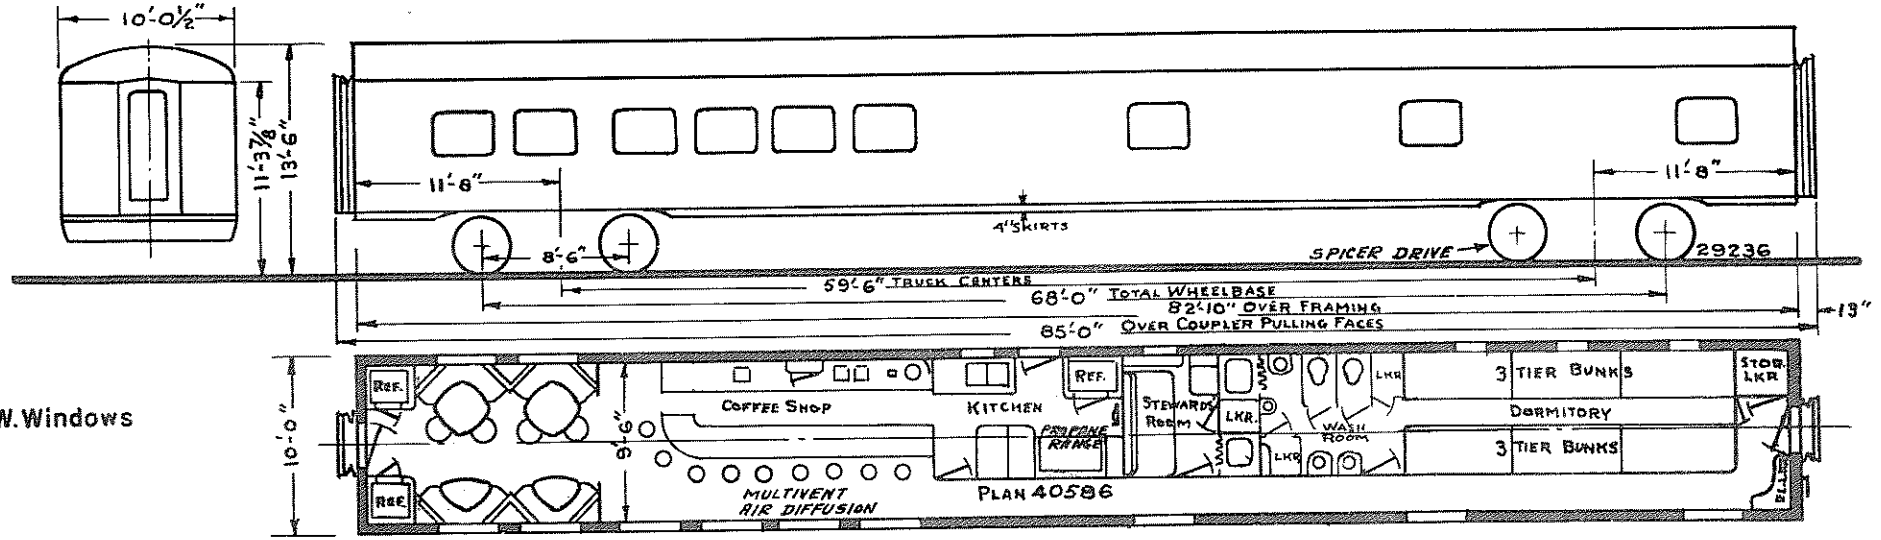 10'-0½"
11'-3⅞"
13'-6"
11'-8"
11'-8"
4" SKIRTS
8'-6"
SPICER DRIVE
29236
59'-6" TRUCK CENTERS
68'-0" TOTAL WHEELBASE
82'-10" OVER FRAMING
13"
85'-0" OVER COUPLER PULLING FACES
W. Windows
10'-0"
9'-6"
REF.
COFFEE SHOP
KITCHEN
REF.
PROPANE
RANGE
STEWARDS'
ROOM
LKR.
LKR
LKR
WASH
ROOM
3 TIER BUNKS
DORMITORY
3 TIER BUNKS
STOR.
LKR
REF.
MULTIVENT
AIR DIFFUSION
PLAN 40586